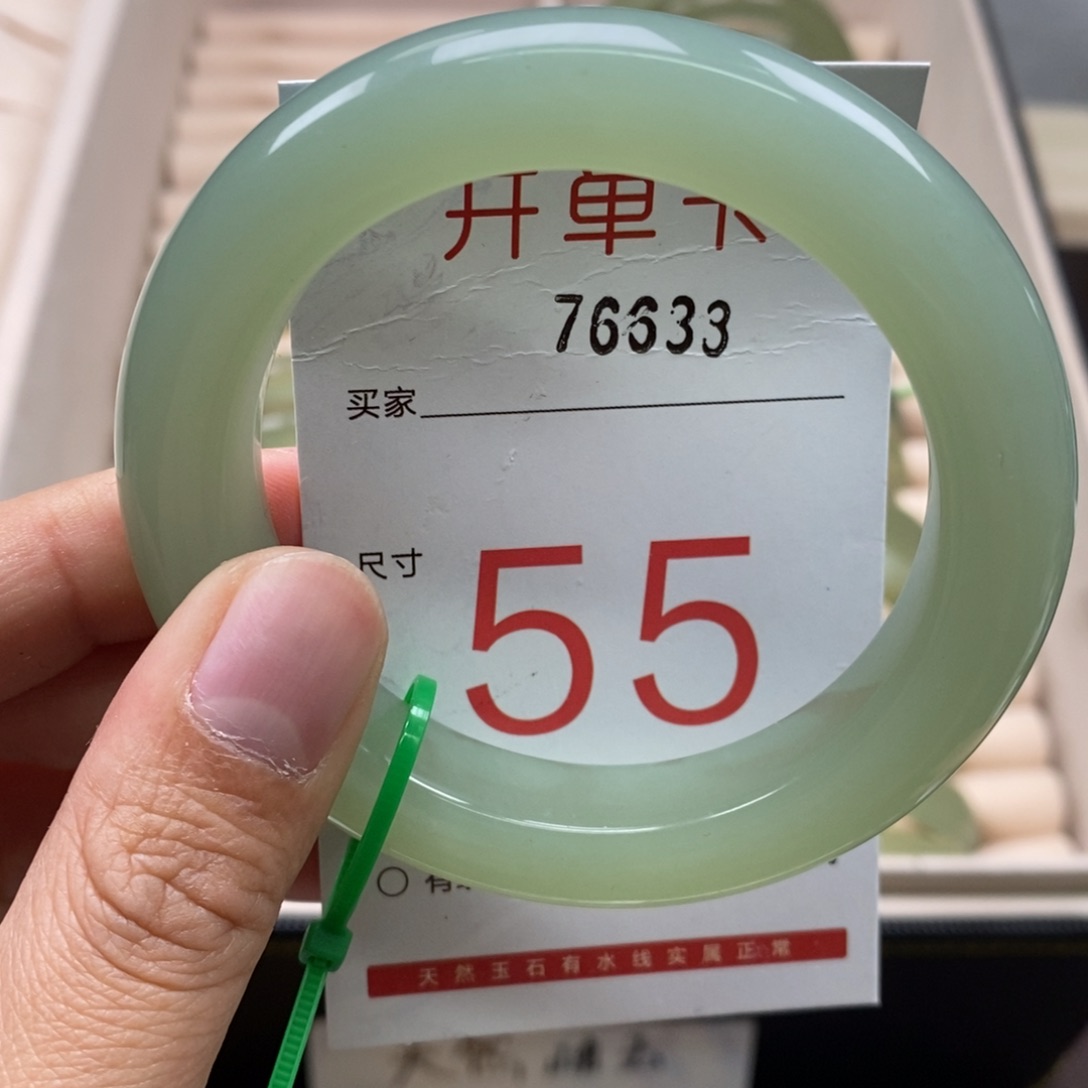 开单卡
76633
买家
尺寸 55
有
天然玉石有水线实属正常